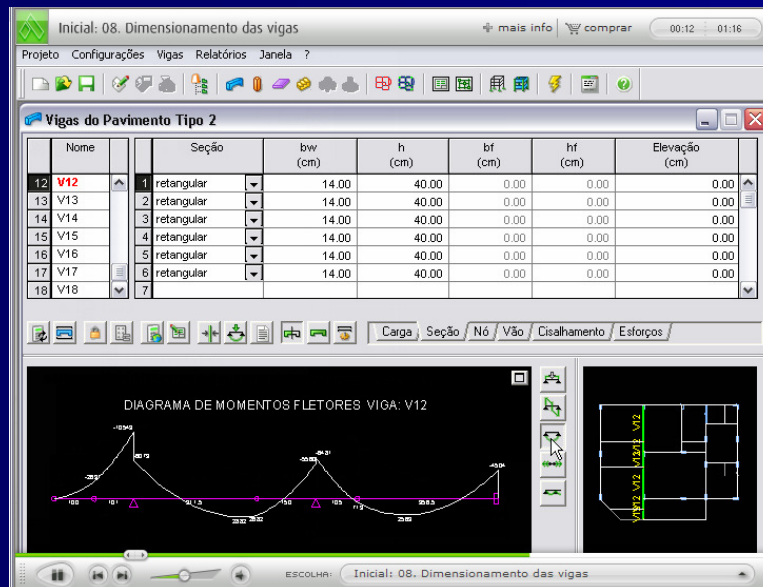 Inicial: 08. Dimensionamento das vigas
mais info
comprar
00:12 01:16
Projeto Configurações Vigas Relatórios Janela ?
Vigas do Pavimento Tipo 2
Nome Seção bw (cm) h (cm) bf (cm) hf (cm) Elevação (cm)
12 V12 1 retangular 14.00 40.00 0.00 0.00 0.00
13 V13 2 retangular 14.00 40.00 0.00 0.00 0.00
14 V14 3 retangular 14.00 40.00 0.00 0.00 0.00
15 V15 4 retangular 14.00 40.00 0.00 0.00 0.00
16 V16 5 retangular 14.00 40.00 0.00 0.00 0.00
17 V17 6 retangular 14.00 40.00 0.00 0.00 0.00
18 V18 7
Carga Seção Nó Vão Cisalhamento Esforços
DIAGRAMA DE MOMENTOS FLETORES VIGA: V12
V12
V12
ESCOLHA: Inicial: 08. Dimensionamento das vigas